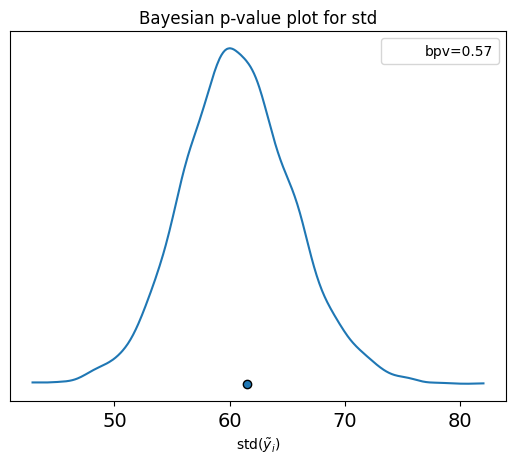 Bayesian p-value plot for std
bpv=0.57
50 60 70 80
std(ỹᵢ)